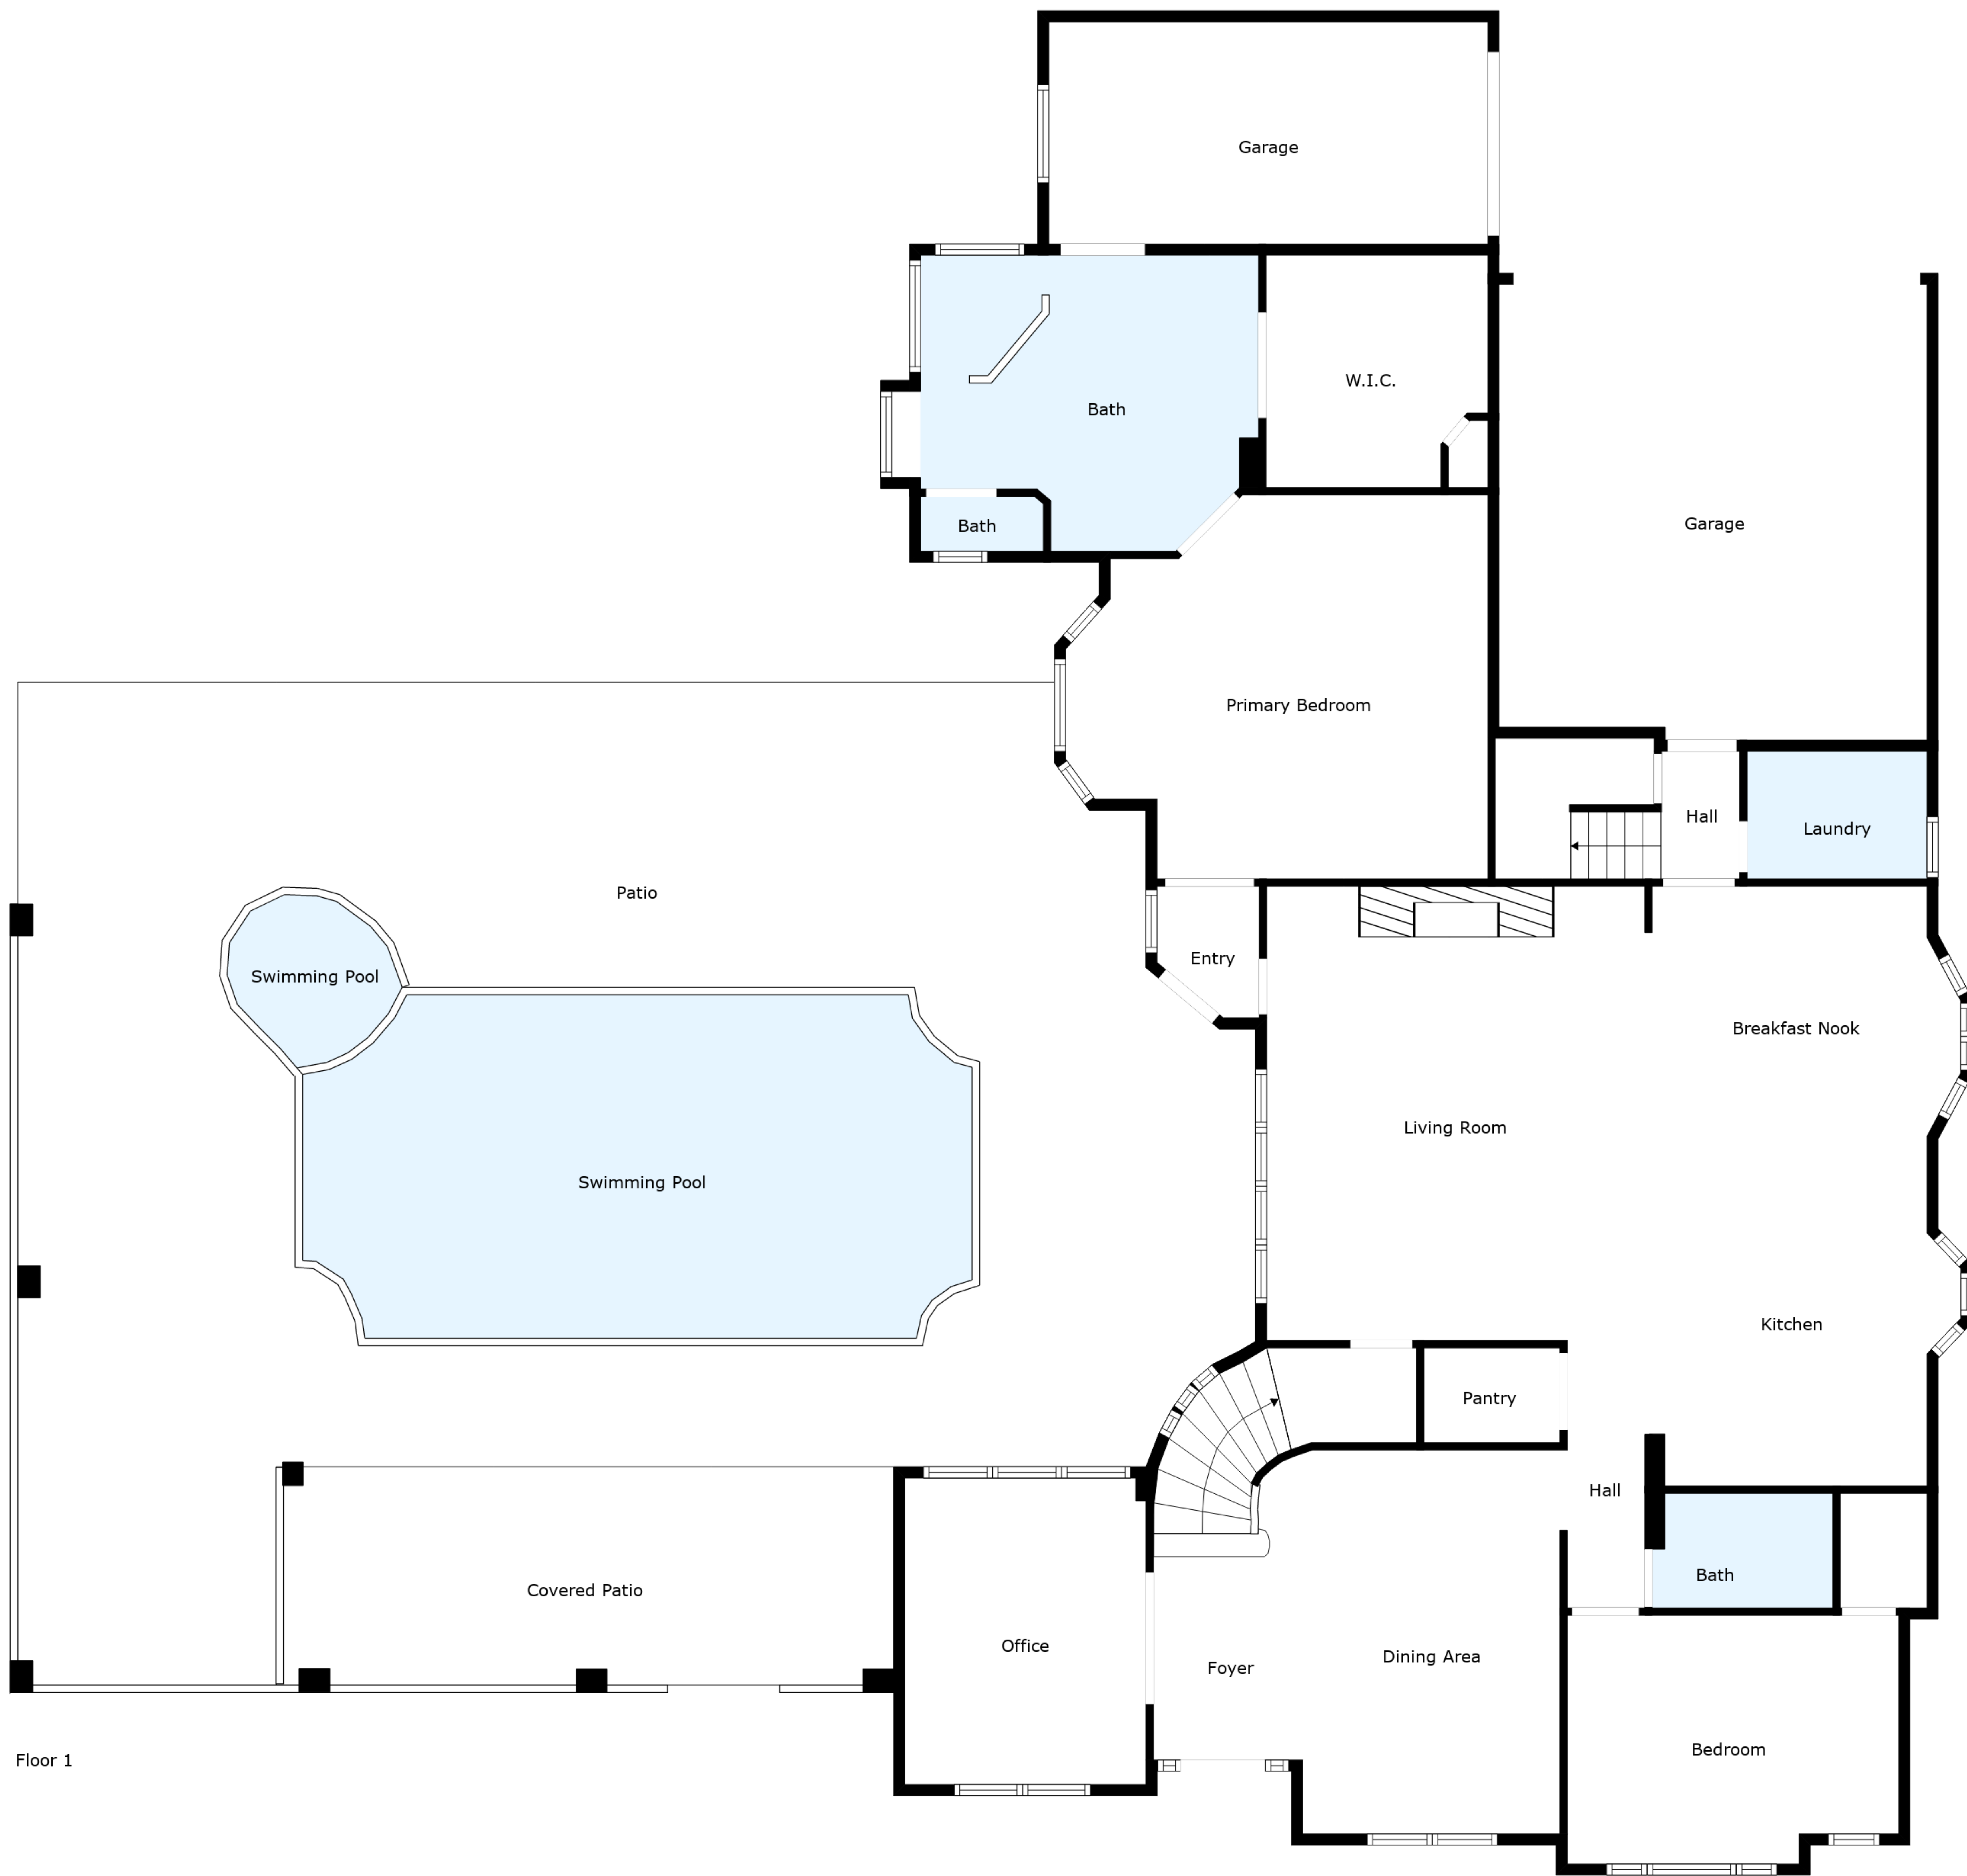 Garage
W.I.C.
Bath
Garage
Bath
Primary Bedroom
Hall
Laundry
Patio
Entry
Swimming Pool
Breakfast Nook
Living Room
Swimming Pool
Kitchen
Pantry
Hall
Bath
Covered Patio
Office
Dining Area
Foyer
Bedroom
Floor 1